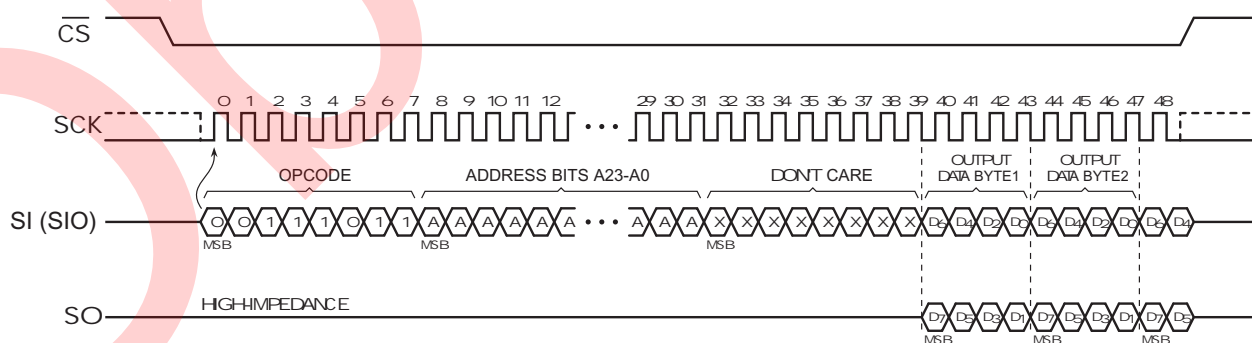 CS
0 1 2 3 4 5 6 7 8 9 10 11 12 29 30 31 32 33 34 35 36 37 38 39 40 41 42 43 44 45 46 47 48
SCK
OPCODE ADDRESS BITS A23-A0 DON'T CARE OUTPUT DATA BYTE1 OUTPUT DATA BYTE2
SI (SIO) 0 0 1 1 1 0 1 1 A A A A A A ••• A A A X X X X X X X X D6 D4 D2 D0 D6 D4 D2 D0 D6 D4
MSB MSB MSB
HIGH-IMPEDANCE
SO D7 D5 D3 D1 D7 D5 D3 D1 D7 D5
MSB MSB MSB